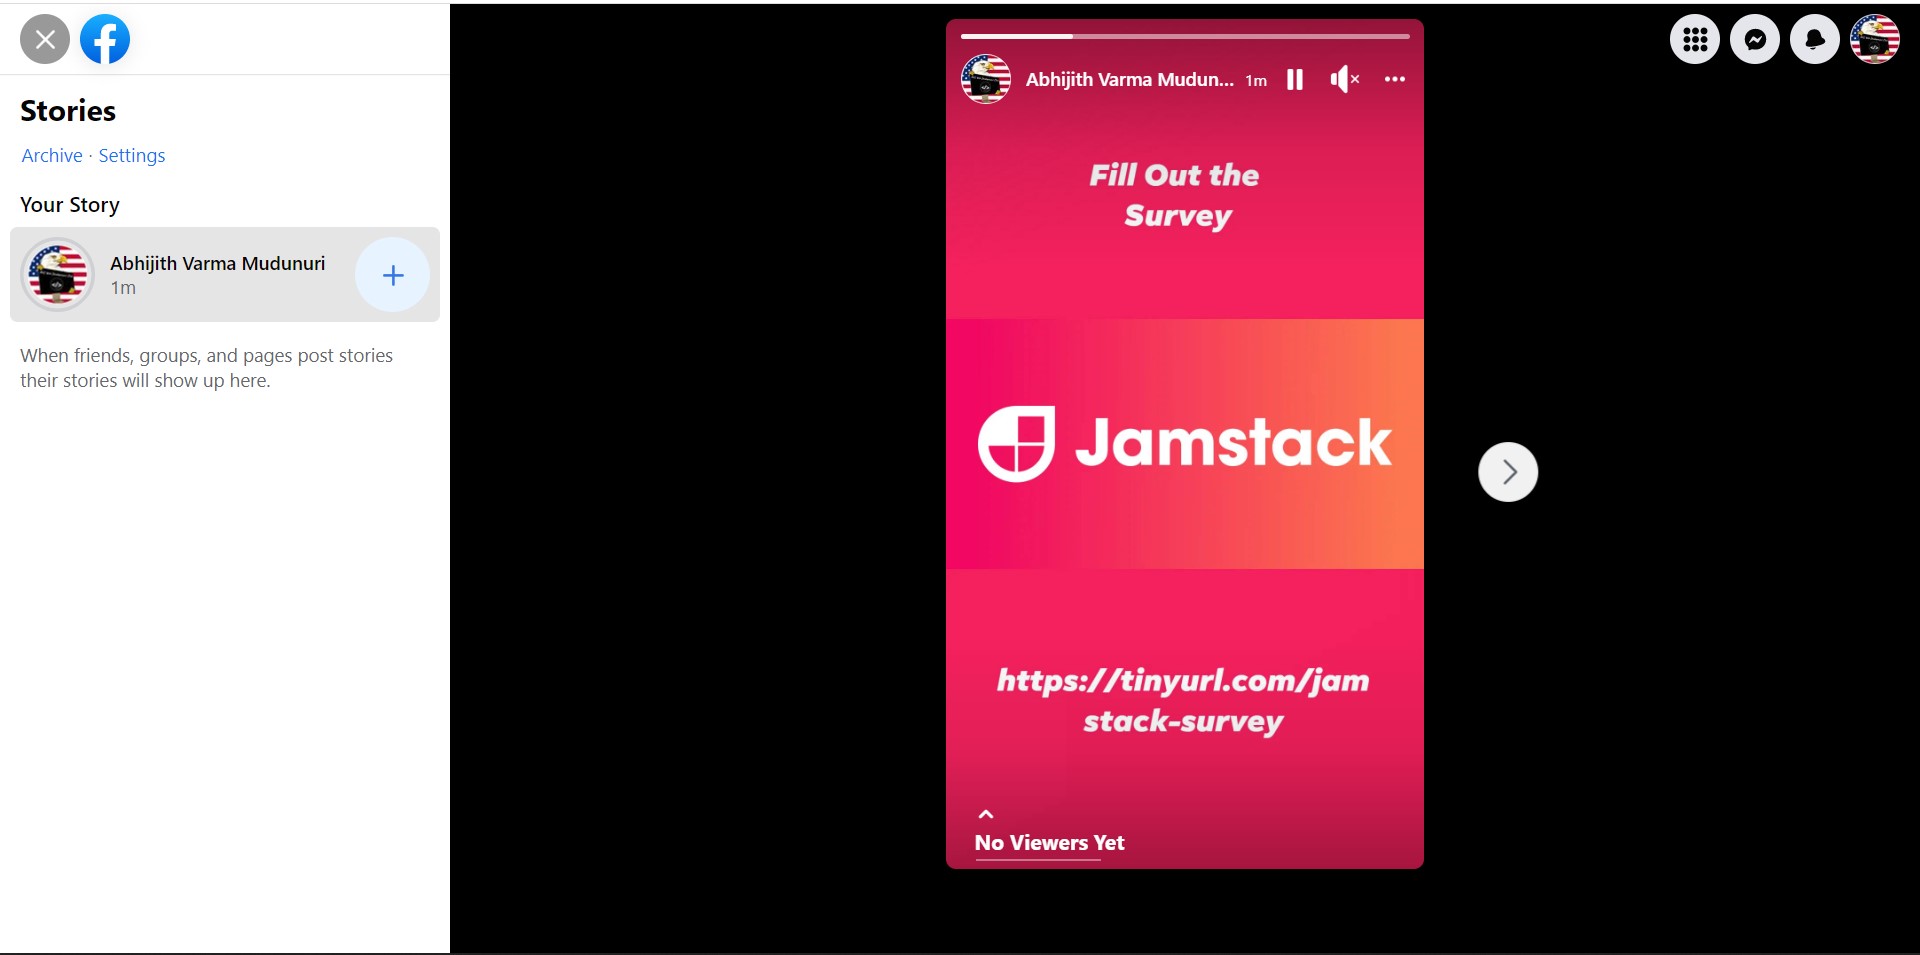 Stories
Archive · Settings
Your Story
Abhijith Varma Mudunuri
1m
When friends, groups, and pages post stories
their stories will show up here.
Abhijith Varma Mudun... 1m
Fill Out the
Survey
Jamstack
https://tinyurl.com/jam
stack-survey
No Viewers Yet